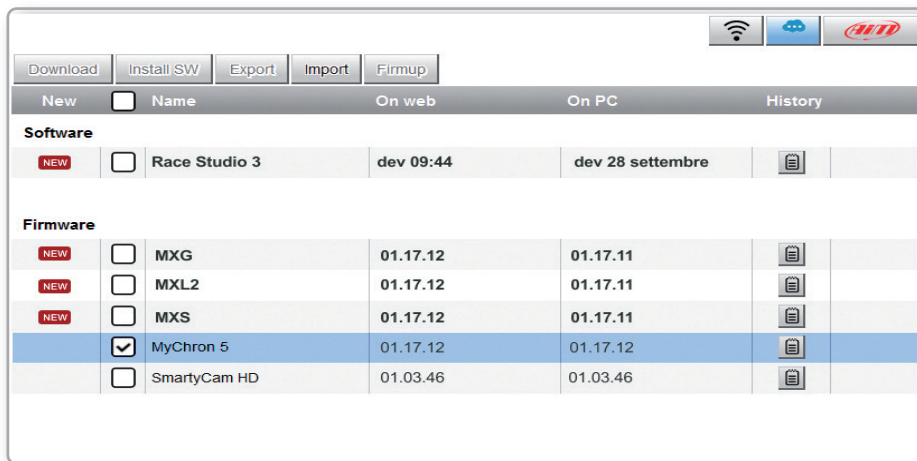 AiM
Download Install SW Export Import Firmup
New Name On web On PC History
Software
NEW Race Studio 3 dev 09:44 dev 28 settembre
Firmware
NEW MXG 01.17.12 01.17.11
NEW MXL2 01.17.12 01.17.11
NEW MXS 01.17.12 01.17.11
MyChron 5 01.17.12 01.17.12
SmartyCam HD 01.03.46 01.03.46